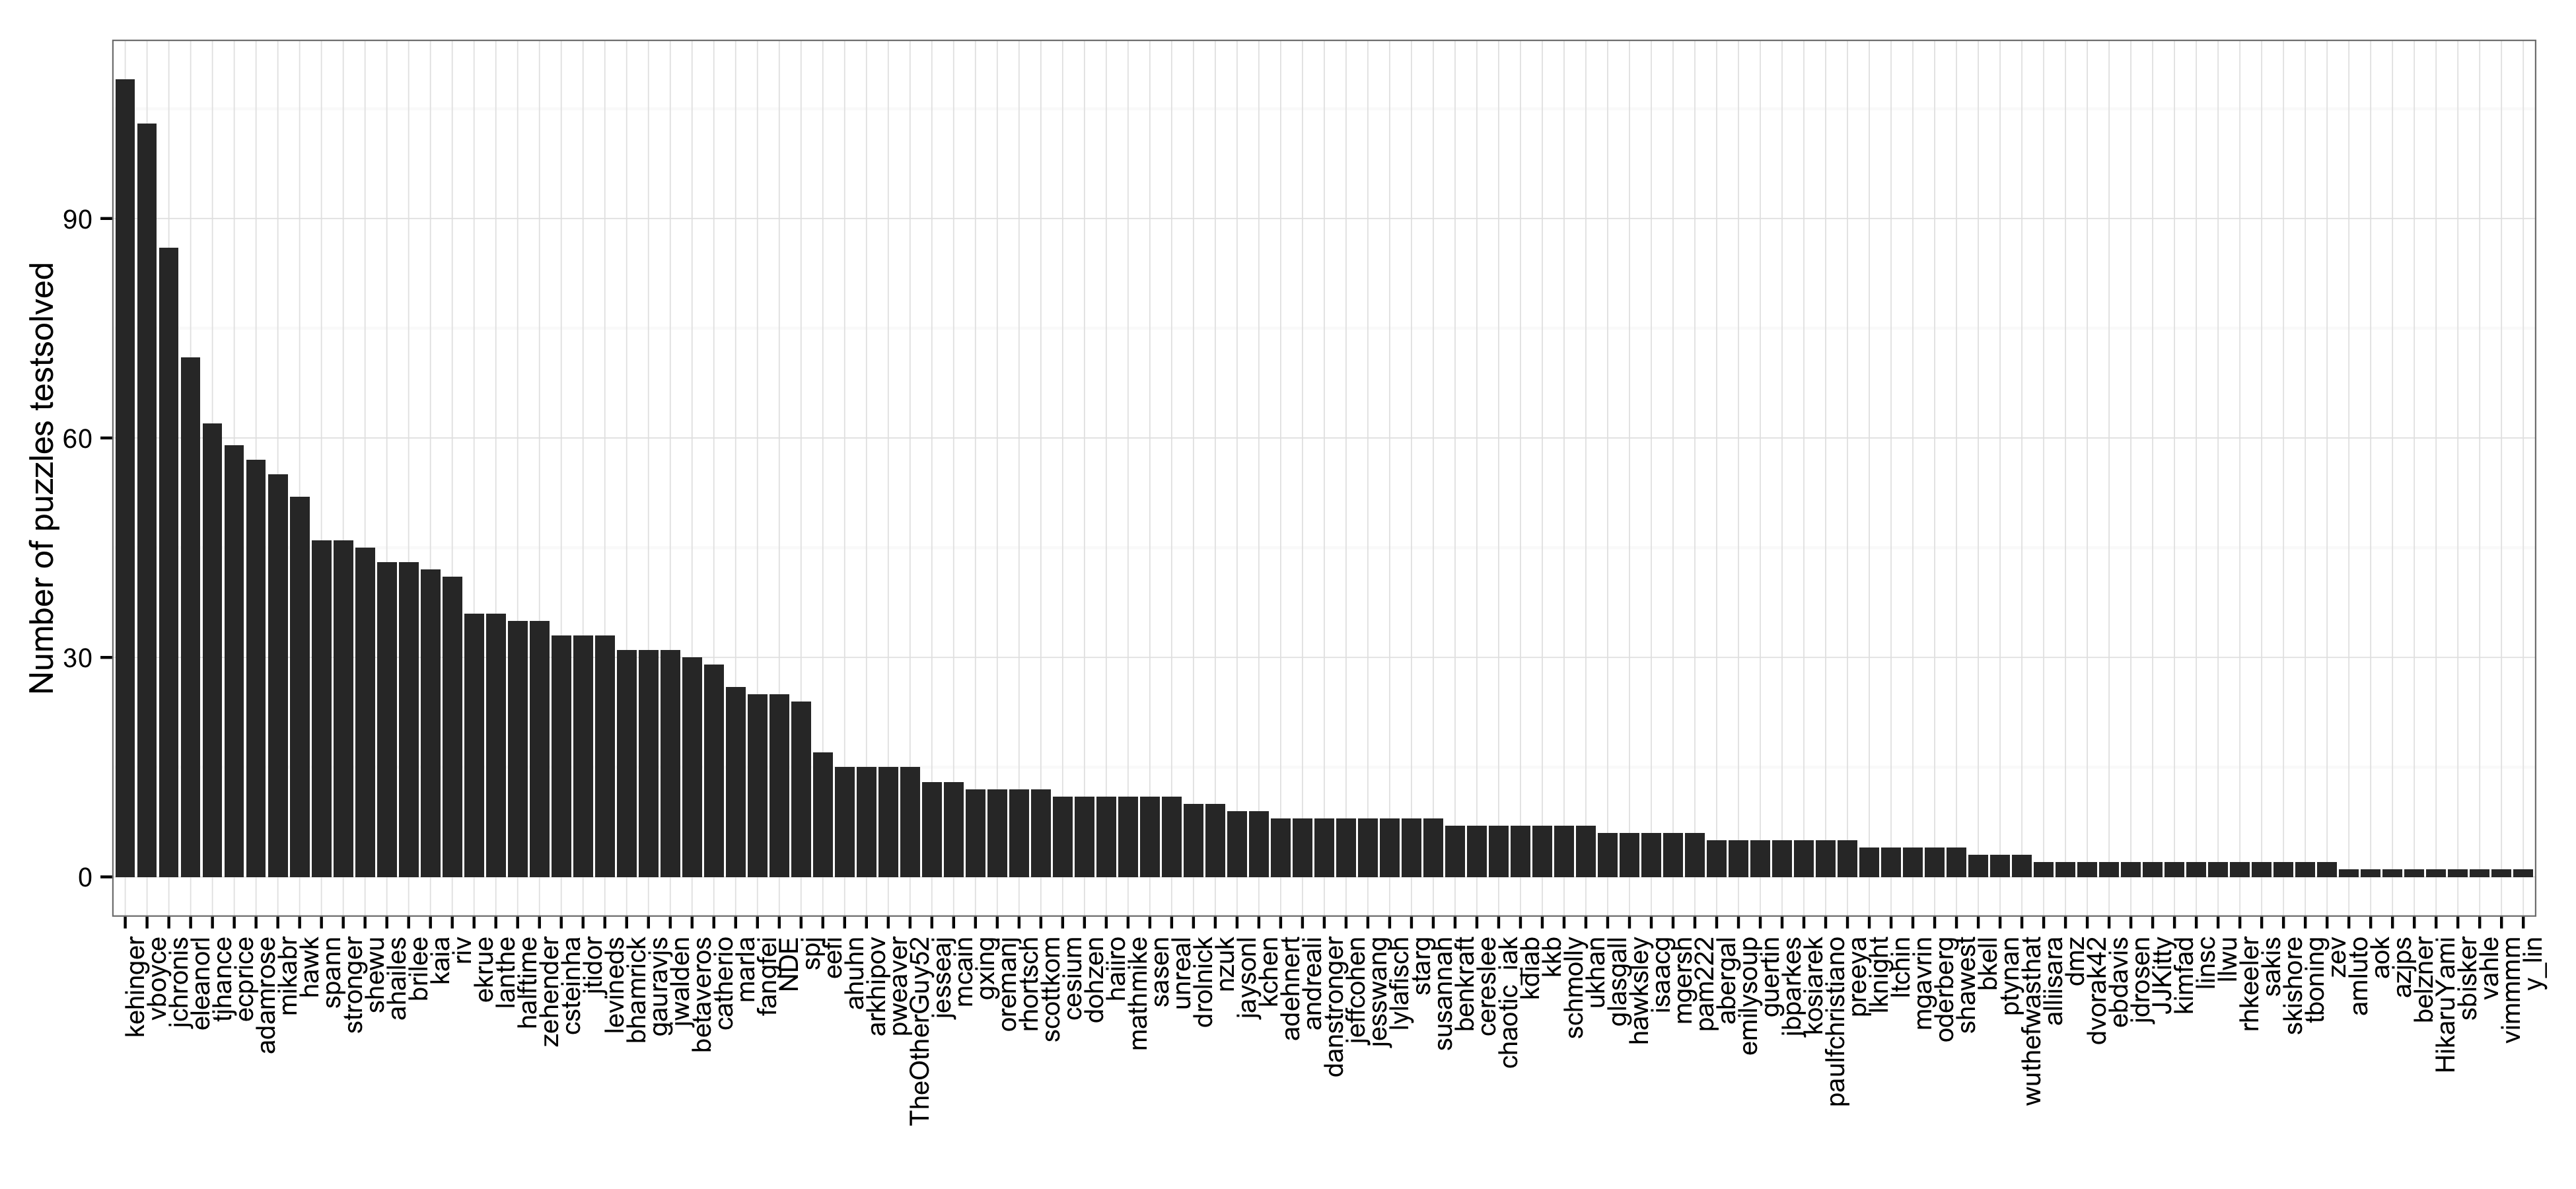 Number of puzzles testsolved
90
60
30
0
kehinger
vboyce
jchronis
eleanorl
tjhance
ecprice
adamrose
mikabr
hawk
spann
stronger
shewu
ahailes
brilee
kaia
riv
ekrue
lanthe
halftime
zehender
csteinha
jtidor
levineds
bhamrick
gauravjs
jwalden
betaveros
catherio
marla
fangfei
NDE
spj
eefi
ahuhn
arkhipov
pweaver
TheOtherGuy52
jesseaj
mcain
gxing
oremanj
rhortsch
scottkom
cesium
dohzen
hairo
mathmike
sasen
unreal
drolnick
nzuk
jaysonl
kchen
adehnert
andreali
danstronger
jeffcohen
jesswang
lylafisch
starg
susannah
benkraft
cereslee
chaotic_iak
kdiab
kkb
schmolly
ukhan
glasgall
hawksley
isaacg
mgersh
pam222
abergal
emilysoup
guertin
jbparkes
kosiarek
paulfchristiano
preeya
lknight
ltchin
mgavrin
oderberg
shawest
bkell
ptynan
wuthefwasthat
alliisara
dmz
dvorak42
ebdavis
jdrosen
JJKitty
kimfad
linsc
llwu
rhkeeler
sakis
skishore
tboning
zev
amluto
aok
azjps
belzner
HikaruYami
sbisker
vahle
vimmmm
y_lin